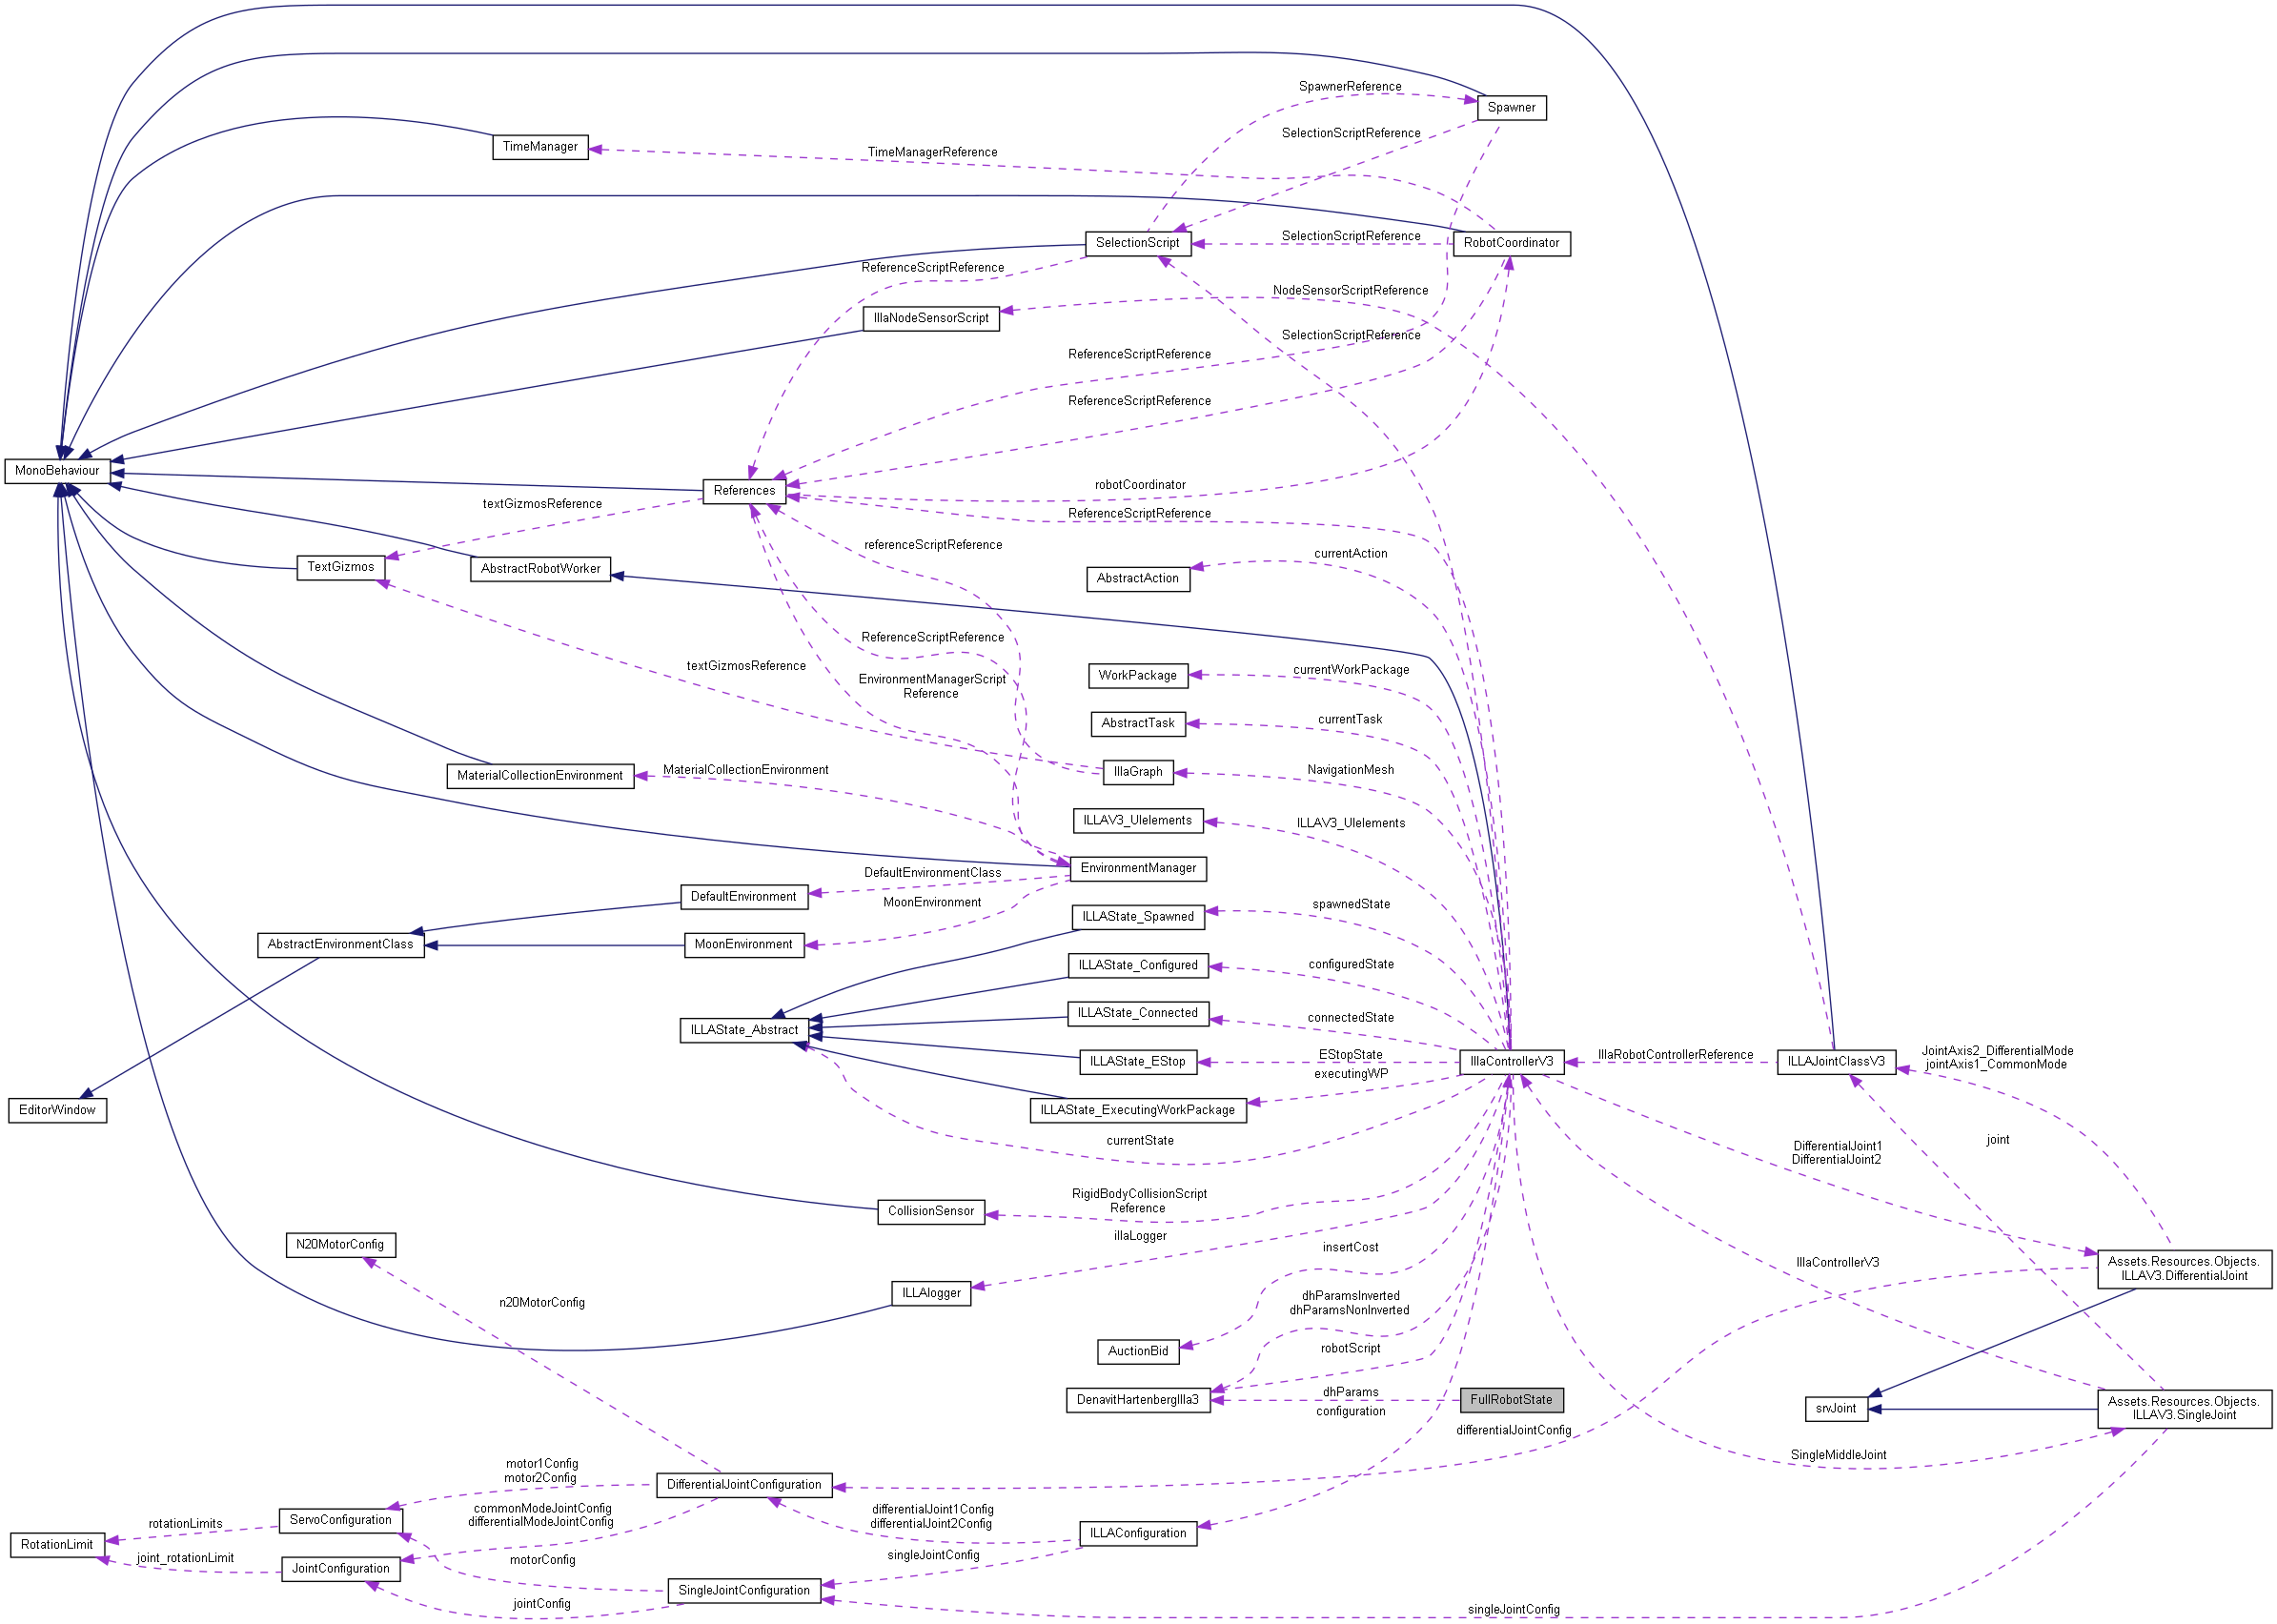 SpawnerReference
Spawner
SelectionScriptReference
TimeManager
TimeManagerReference
SelectionScript
SelectionScriptReference
RobotCoordinator
ReferenceScriptReference
NodeSensorScriptReference
IllaNodeSensorScript
SelectionScriptReference
ReferenceScriptReference
ReferenceScriptReference
MonoBehaviour
References
robotCoordinator
textGizmosReference
ReferenceScriptReference
referenceScriptReference
currentAction
TextGizmos
AbstractRobotWorker
AbstractAction
ReferenceScriptReference
textGizmosReference
currentWorkPackage
WorkPackage
EnvironmentManagerScript
Reference
AbstractTask
currentTask
MaterialCollectionEnvironment
MaterialCollectionEnvironment
IllaGraph
NavigationMesh
ILLAV3_UIelements
ILLAV3_UIelements
EnvironmentManager
DefaultEnvironmentClass
DefaultEnvironment
MoonEnvironment
spawnedState
ILLAState_Spawned
AbstractEnvironmentClass
MoonEnvironment
ILLAState_Configured
configuredState
ILLAState_Connected
connectedState
ILLAState_Abstract
ILLAState_EStop
EStopState
IllaControllerV3
IllaRobotControllerReference
ILLAJointClassV3
JointAxis2_DifferentialMode
jointAxis1_CommonMode
executingWP
EditorWindow
ILLAState_ExecutingWorkPackage
currentState
joint
DifferentialJoint1
DifferentialJoint2
RigidBodyCollisionScript
Reference
CollisionSensor
illaLogger
N20MotorConfig
insertCost
IllaControllerV3
Assets.Resources.Objects.
ILLAV3.DifferentialJoint
ILLAlogger
n20MotorConfig
dhParamsInverted
dhParamsNonInverted
AuctionBid
robotScript
DenavitHartenbergIlla3
dhParams
FullRobotState
configuration
srvJoint
Assets.Resources.Objects.
ILLAV3.SingleJoint
differentialJointConfig
SingleMiddleJoint
motor1Config
motor2Config
DifferentialJointConfiguration
commonModeJointConfig
differentialModeJointConfig
differentialJoint1Config
differentialJoint2Config
ServoConfiguration
rotationLimits
RotationLimit
ILLAConfiguration
joint_rotationLimit
JointConfiguration
motorConfig
singleJointConfig
SingleJointConfiguration
jointConfig
singleJointConfig